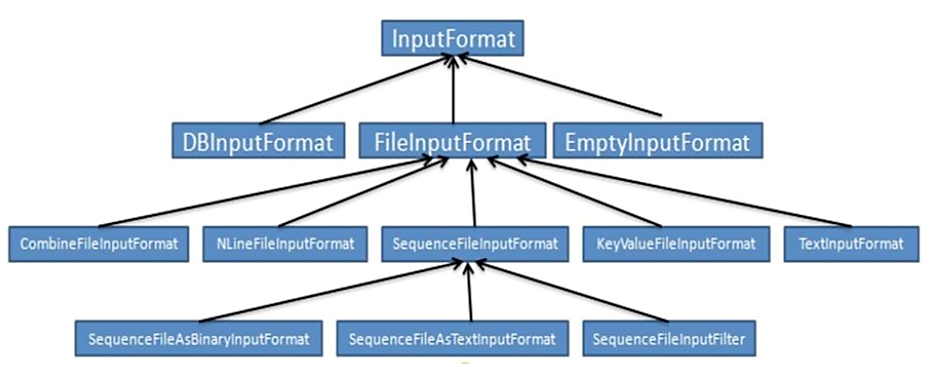 InputFormat
DBInputFormat
FileInputFormat
EmptyInputFormat
CombineFileInputFormat
NLineFileInputFormat
SequenceFileInputFormat
KeyValueFileInputFormat
TextInputFormat
SequenceFileAsBinaryInputFormat
SequenceFileAsTextInputFormat
SequenceFileInputFilter